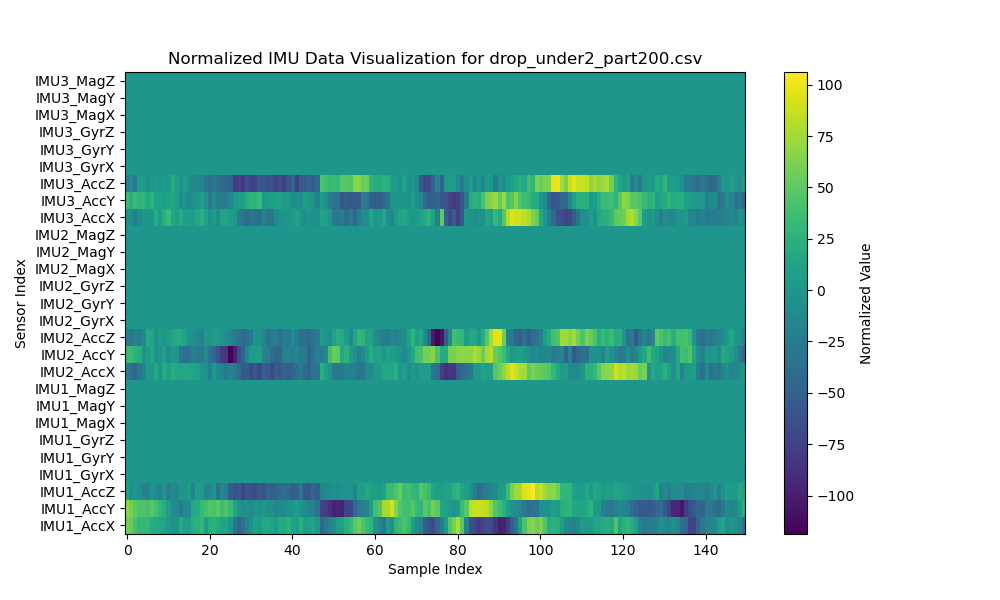 Normalized IMU Data Visualization for drop_under2_part200.csv
IMU3_MagZ
IMU3_MagY
IMU3_MagX
IMU3_GyrZ
IMU3_GyrY
IMU3_GyrX
IMU3_AccZ
IMU3_AccY
IMU3_AccX
IMU2_MagZ
IMU2_MagY
IMU2_MagX
IMU2_GyrZ
IMU2_GyrY
IMU2_GyrX
IMU2_AccZ
IMU2_AccY
IMU2_AccX
IMU1_MagZ
IMU1_MagY
IMU1_MagX
IMU1_GyrZ
IMU1_GyrY
IMU1_GyrX
IMU1_AccZ
IMU1_AccY
IMU1_AccX
Sensor Index
0 20 40 60 80 100 120 140
Sample Index
100
75
50
25
0
−25
−50
−75
−100
Normalized Value